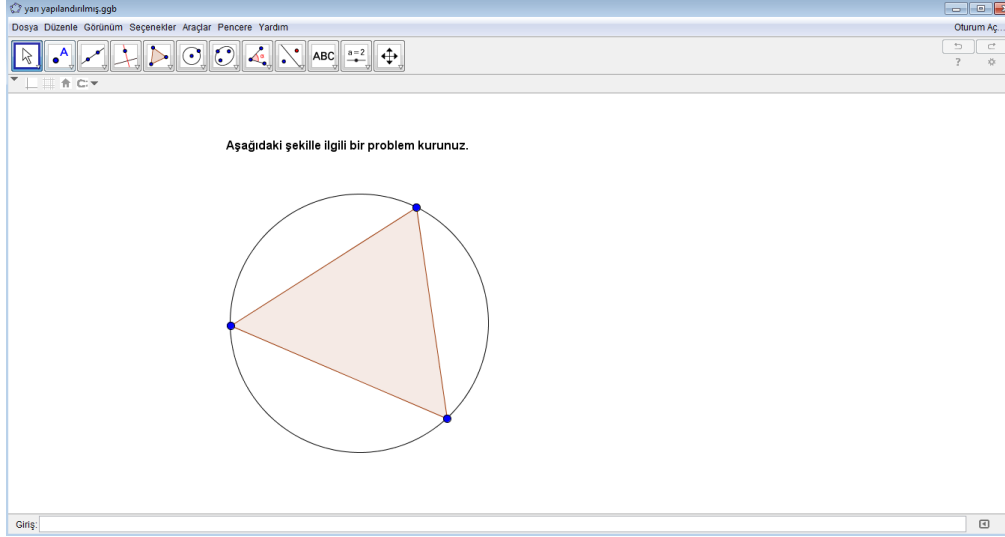 yarı yapılandırılmış.ggb
Dosya Düzenle Görünüm Seçenekler Araçlar Pencere Yardım
Oturum Aç...
A
ABC
a=2
?
Aşağıdaki şekille ilgili bir problem kurunuz.
Giriş: